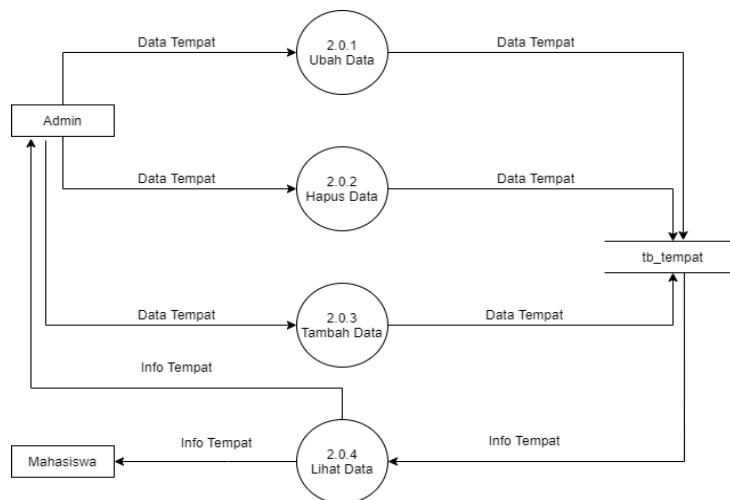 Data Tempat
2.0.1
Ubah Data
Data Tempat
Admin
Data Tempat
2.0.2
Hapus Data
Data Tempat
tb_tempat
Data Tempat
2.0.3
Tambah Data
Data Tempat
Info Tempat
Mahasiswa
Info Tempat
2.0.4
Lihat Data
Info Tempat